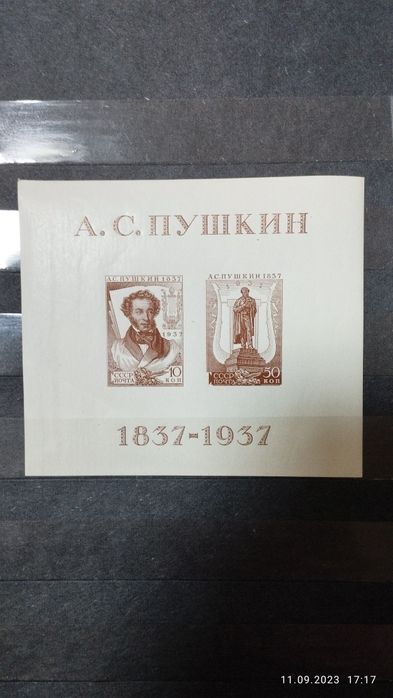 А.С. ПУШКИН
А.С. ПУШКИН 1837
1937
СССР
ПОЧТА
10
КОП
А.С. ПУШКИН 1837
СССР
ПОЧТА
50
КОП
1837-1937
11.09.2023 17:17